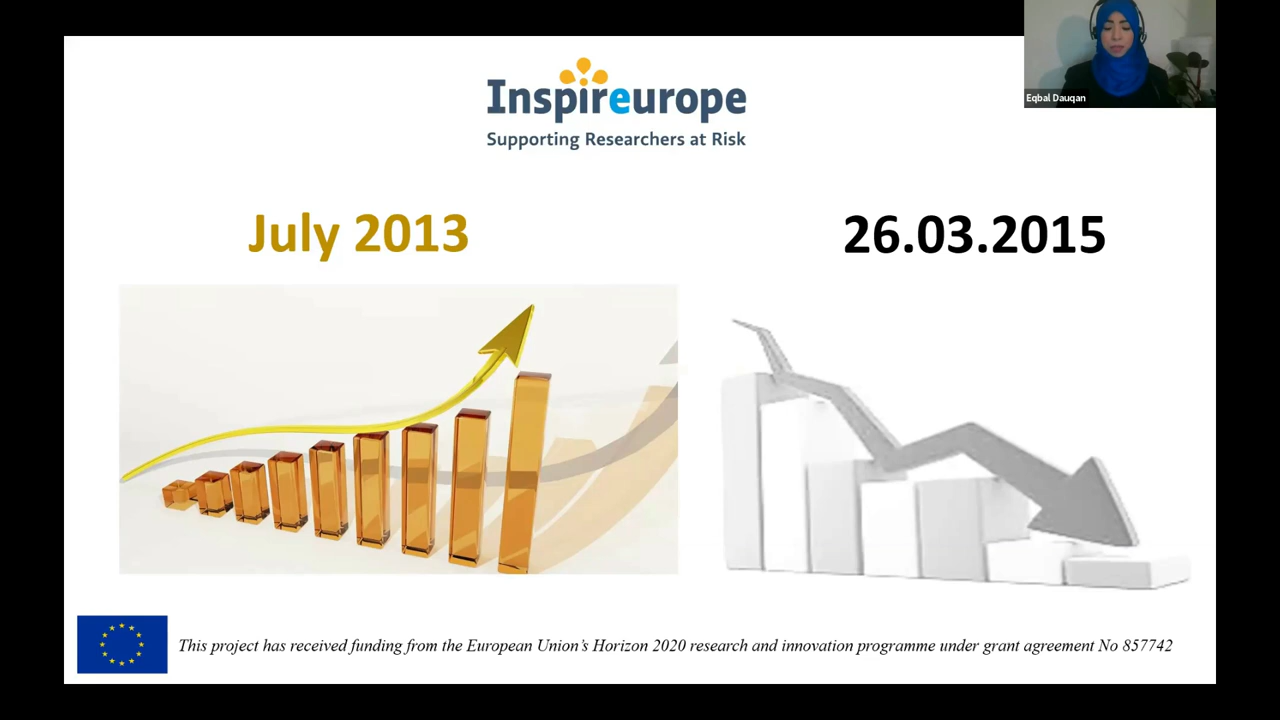 Inspireurope
Supporting Researchers at Risk
Eqbal Dauqan
July 2013
26.03.2015
This project has received funding from the European Union's Horizon 2020 research and innovation programme under grant agreement No 857742